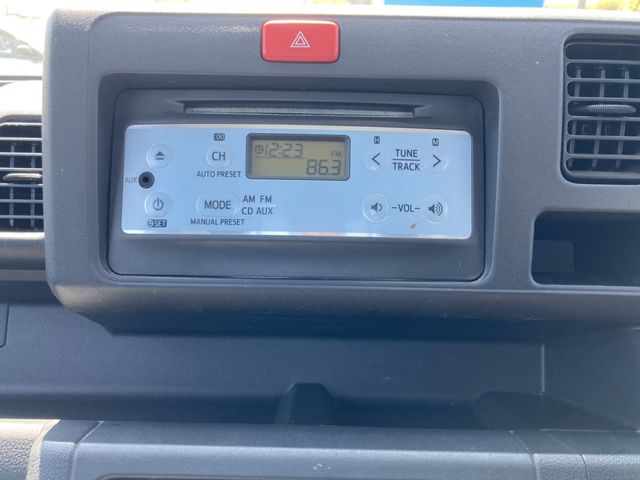 :00
H
M
12:23
FM
86.3
CH
AUTO PRESET
TUNE
TRACK
AUX
MODE
AM FM
CD AUX
MANUAL PRESET
-VOL-
SET